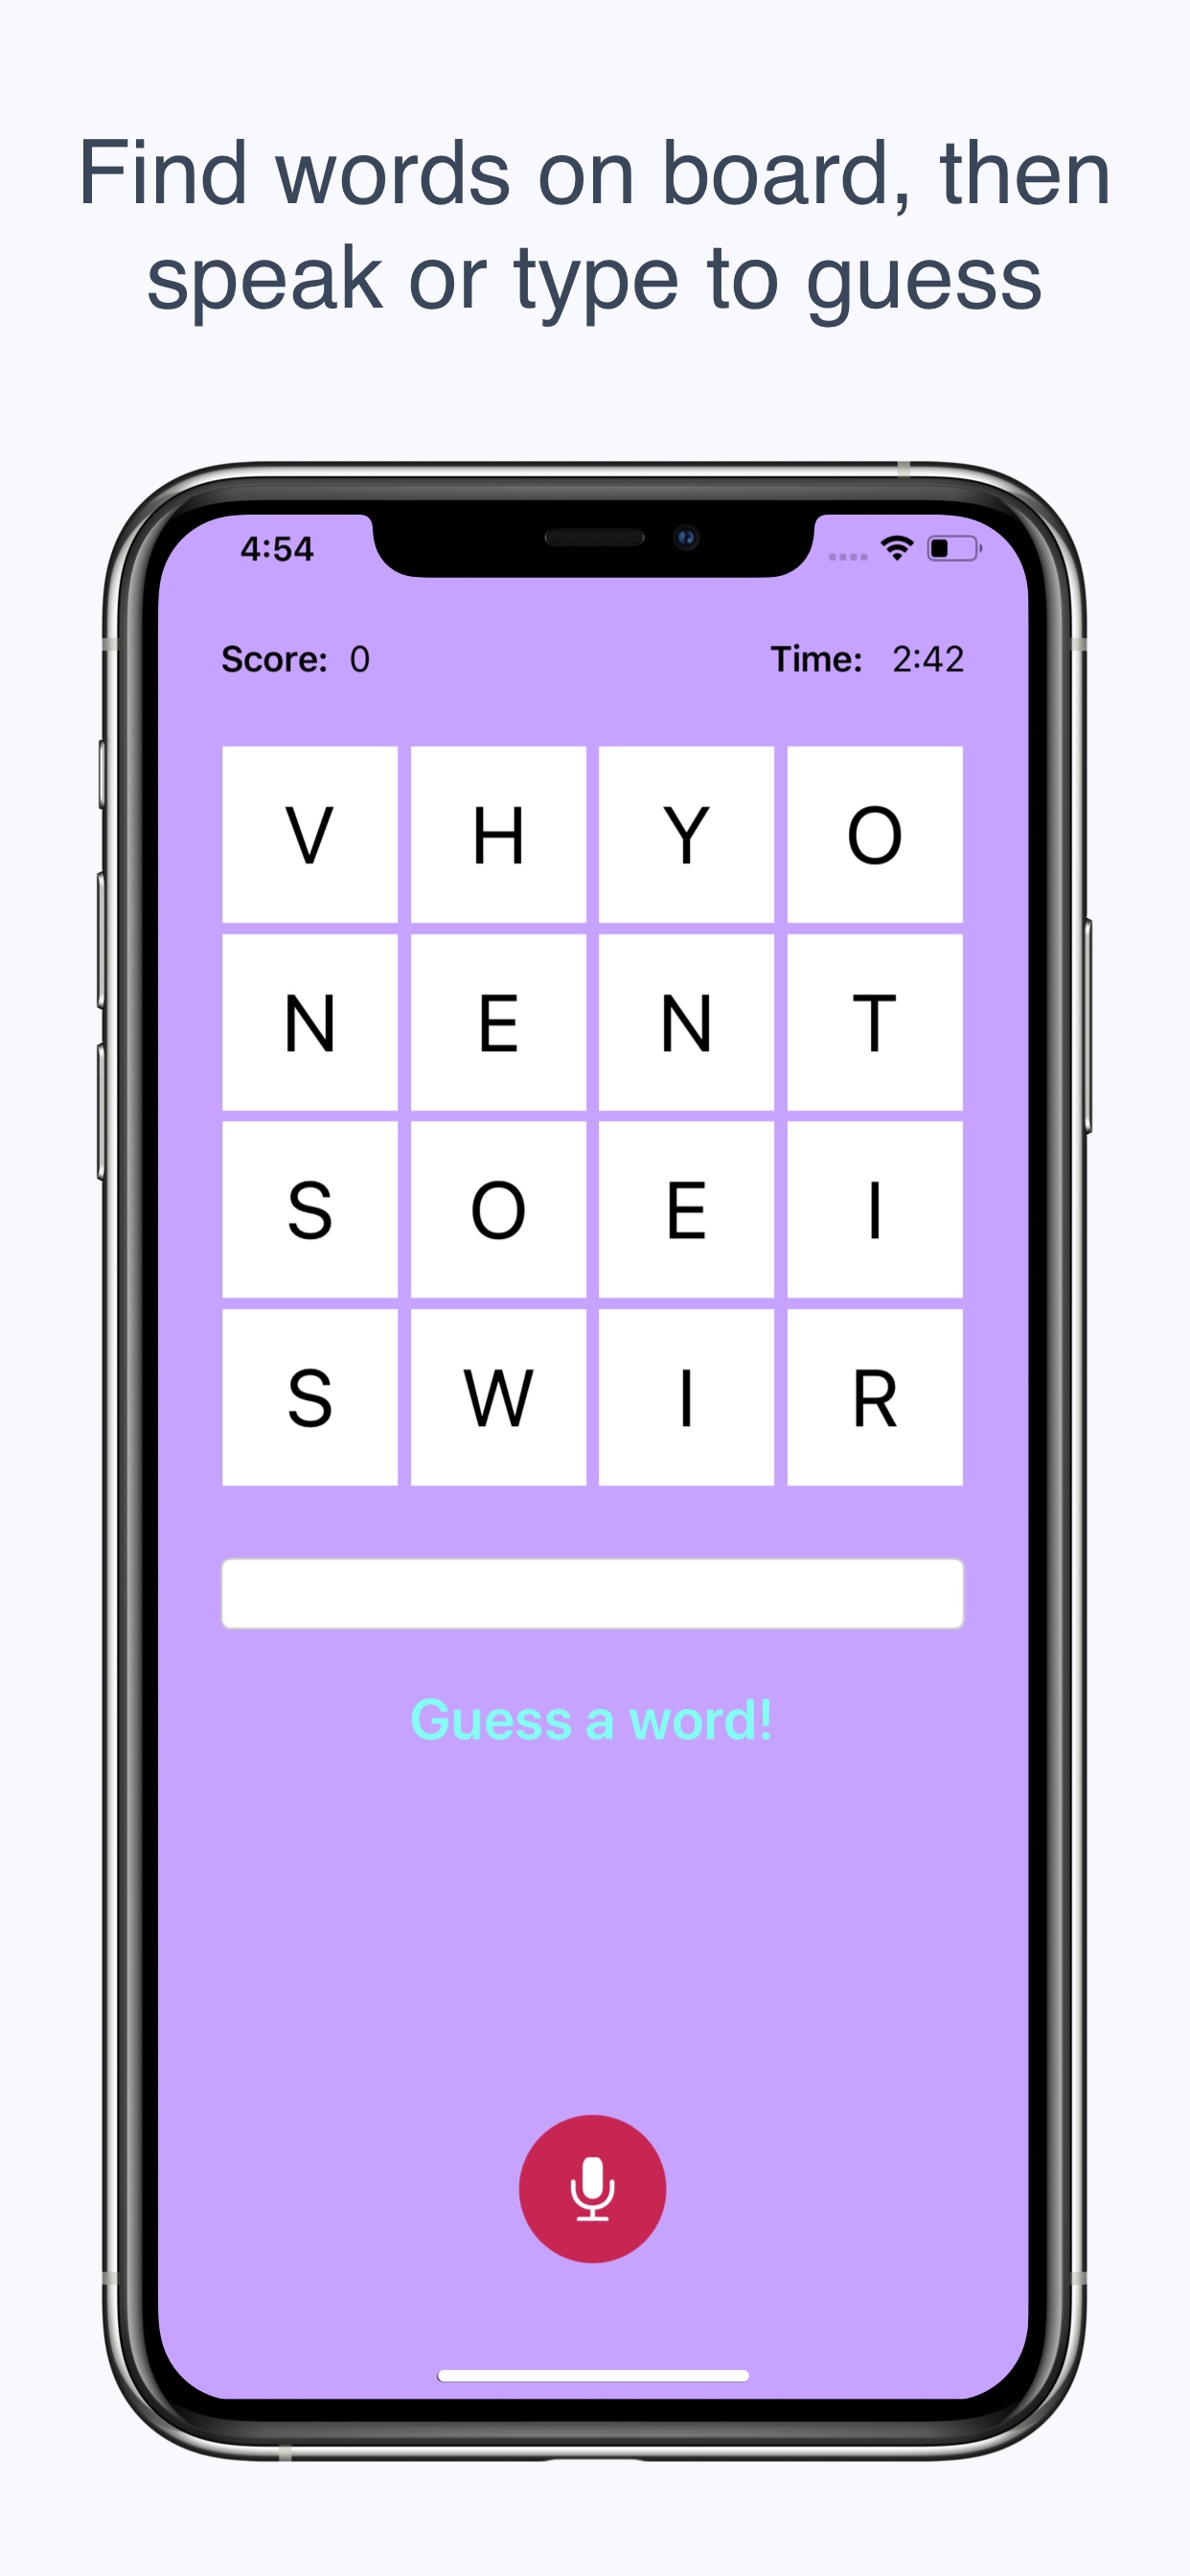 Find words on board, then
speak or type to guess
4:54
Score: 0 Time: 2:42
V H Y O
N E N T
S O E I
S W I R
Guess a word!